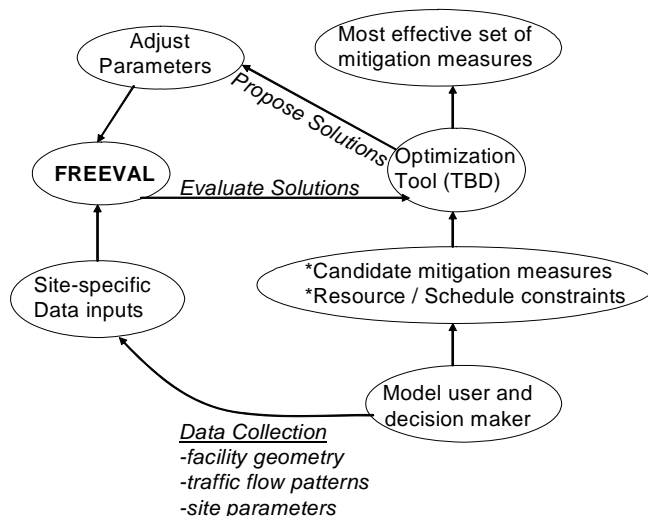 Adjust
Parameters
Most effective set of
mitigation measures
Propose Solutions
FREEVAL
Evaluate Solutions
Optimization
Tool (TBD)
Site-specific
Data inputs
*Candidate mitigation measures
*Resource / Schedule constraints
Model user and
decision maker
Data Collection
-facility geometry
-traffic flow patterns
-site parameters